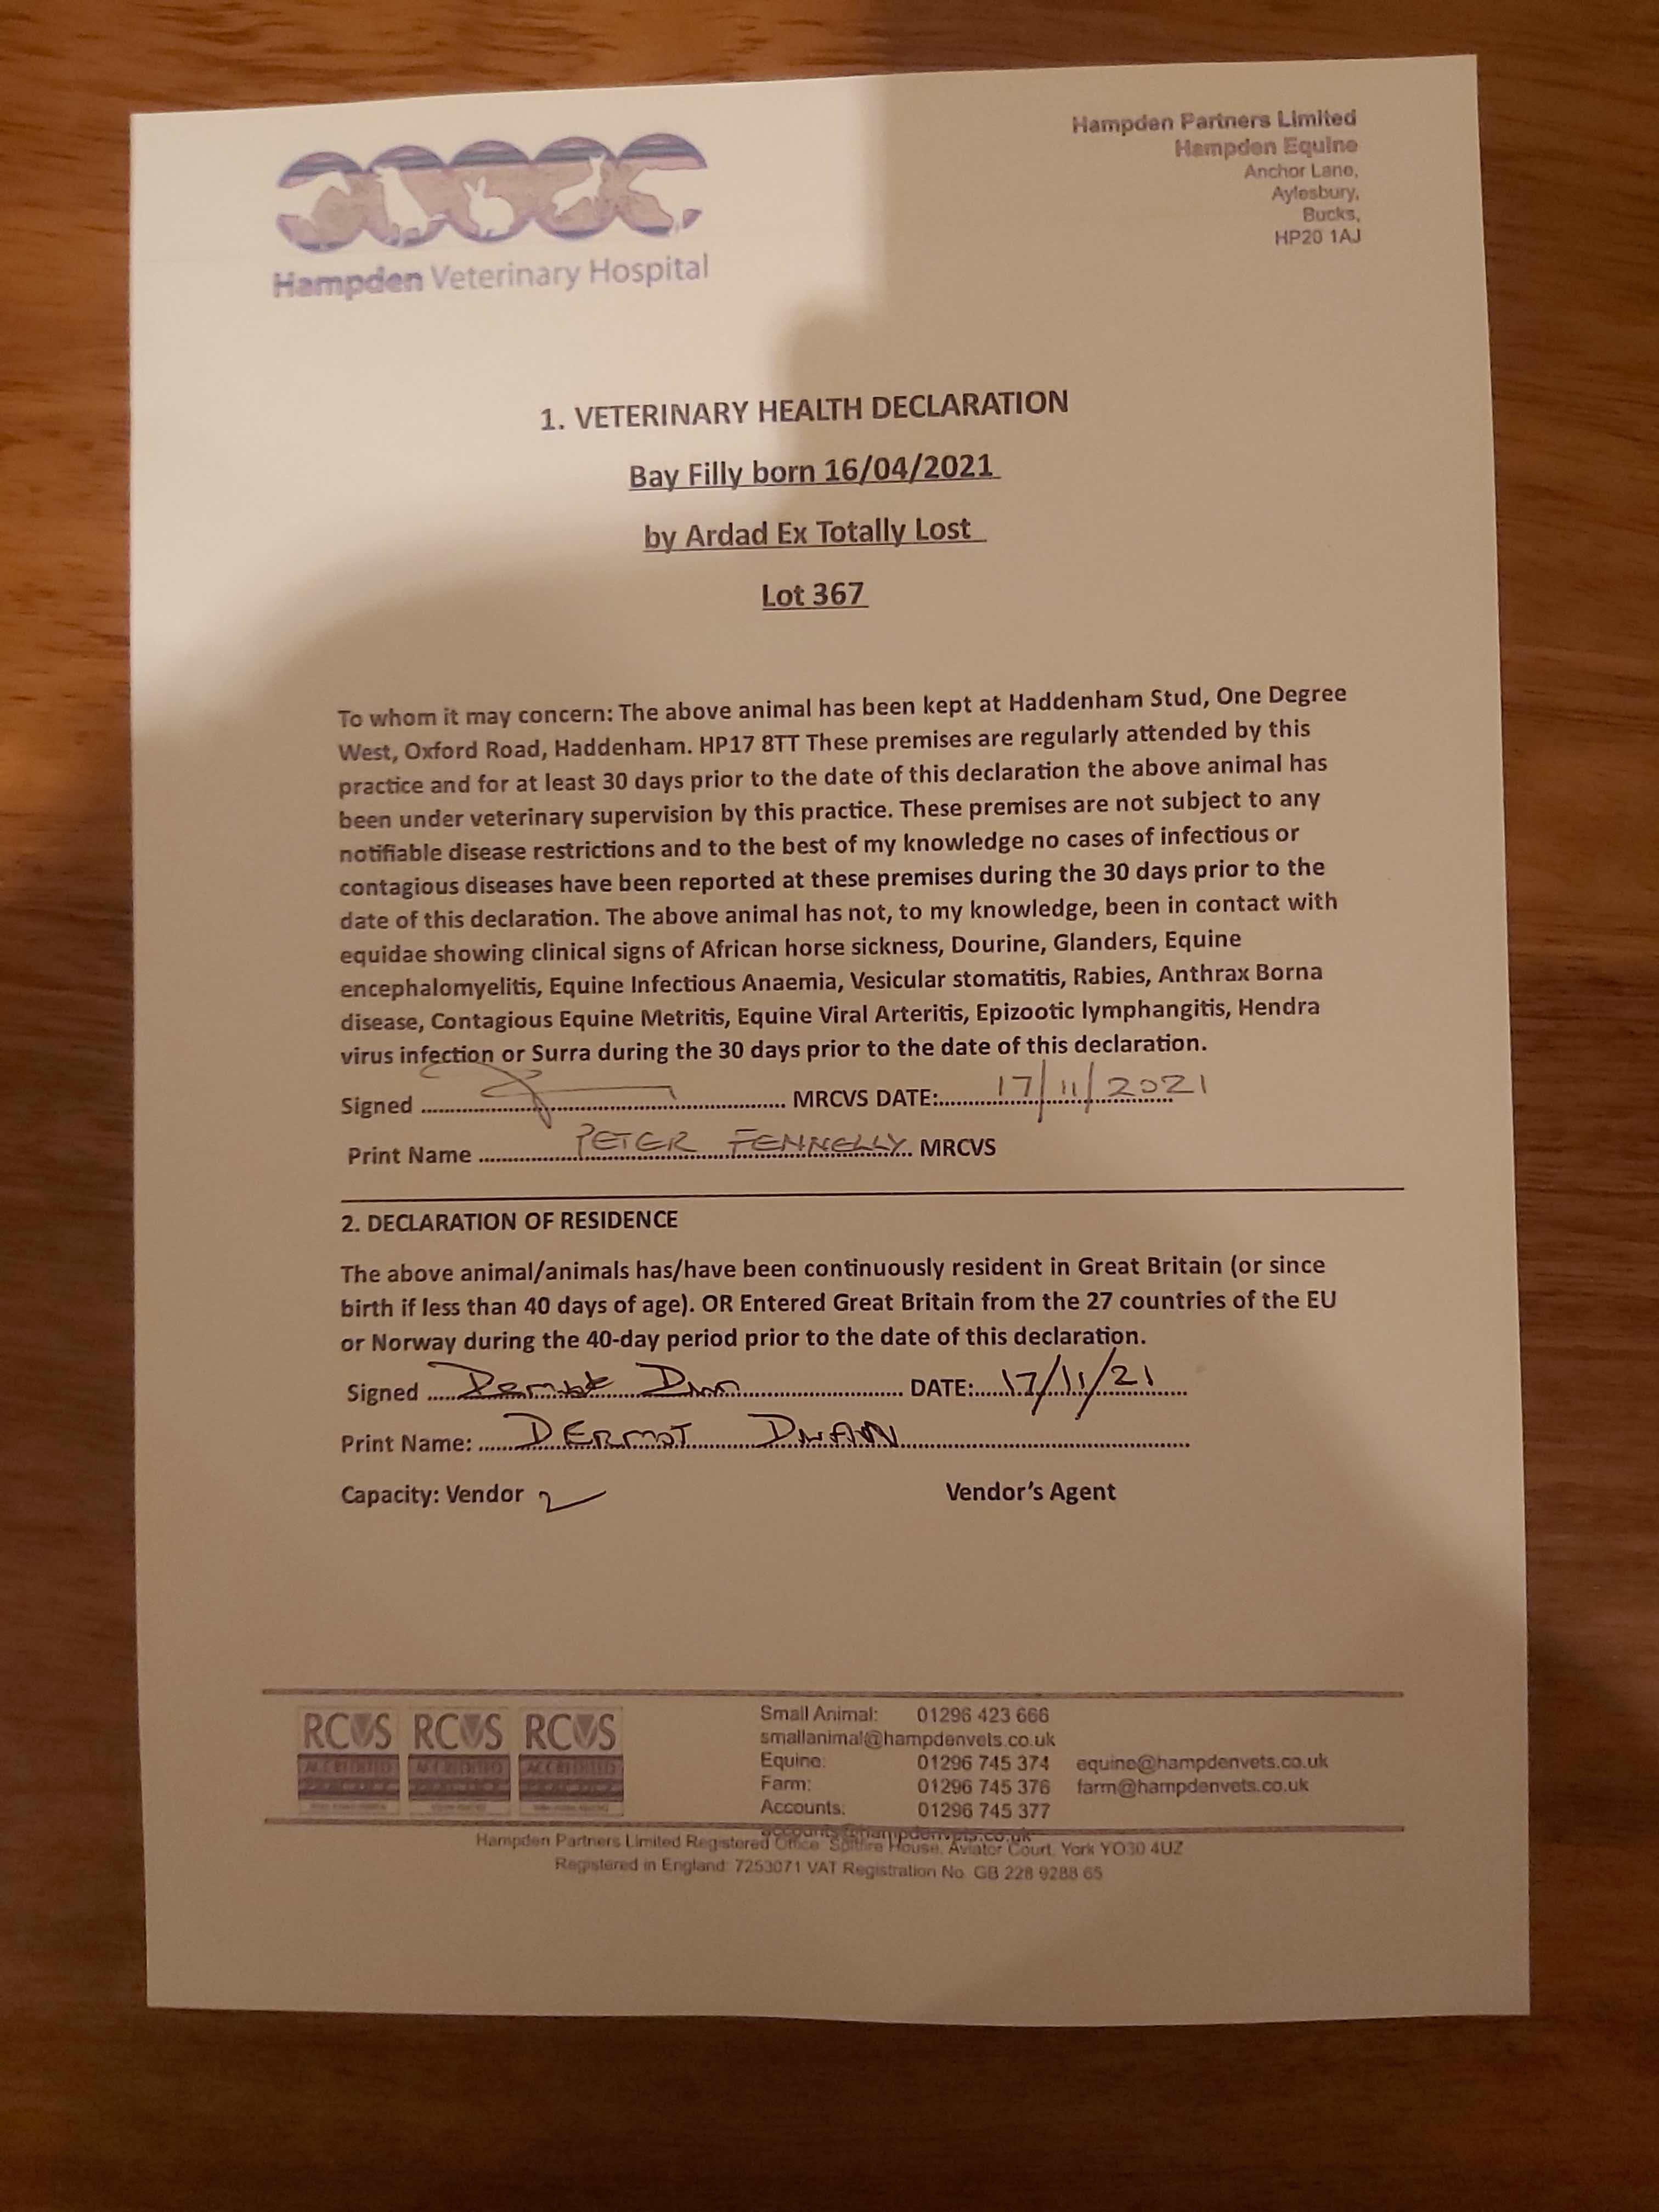 Hampden Veterinary Hospital
Hampden Partners Limited
Hampden Equine
Anchor Lane,
Aylesbury,
Bucks,
HP20 1AJ
1. VETERINARY HEALTH DECLARATION
Bay Filly born 16/04/2021
by Ardad Ex Totally Lost
Lot 367
To whom it may concern: The above animal has been kept at Haddenham Stud, One Degree
West, Oxford Road, Haddenham. HP17 8TT These premises are regularly attended by this
practice and for at least 30 days prior to the date of this declaration the above animal has
been under veterinary supervision by this practice. These premises are not subject to any
notifiable disease restrictions and to the best of my knowledge no cases of infectious or
contagious diseases have been reported at these premises during the 30 days prior to the
date of this declaration. The above animal has not, to my knowledge, been in contact with
equidae showing clinical signs of African horse sickness, Dourine, Glanders, Equine
encephalomyelitis, Equine Infectious Anaemia, Vesicular stomatitis, Rabies, Anthrax Borna
disease, Contagious Equine Metritis, Equine Viral Arteritis, Epizootic lymphangitis, Hendra
virus infection or Surra during the 30 days prior to the date of this declaration.
Signed MRCVS DATE: 17/11/2021
Print Name PETER FENNELLY MRCVS
2. DECLARATION OF RESIDENCE
The above animal/animals has/have been continuously resident in Great Britain (or since
birth if less than 40 days of age). OR Entered Great Britain from the 27 countries of the EU
or Norway during the 40-day period prior to the date of this declaration.
Signed DATE: 17/11/21
Print Name: DERMOT
Capacity: Vendor Vendor's Agent
RCVS RCVS RCVS
ACCREDITED ACCREDITED ACCREDITED
Small Animal: 01296 423 666
smallanimal@hampdenvets.co.uk
Equine: 01296 745 374 equine@hampdenvets.co.uk
Farm: 01296 745 376 farm@hampdenvets.co.uk
Accounts: 01296 745 377
accounts@hampdenvets.co.uk
Hampden Partners Limited Registered Office Spitfire House, Aviator Court, York YO30 4UZ
Registered in England: 7253071 VAT Registration No. GB 228 9288 65